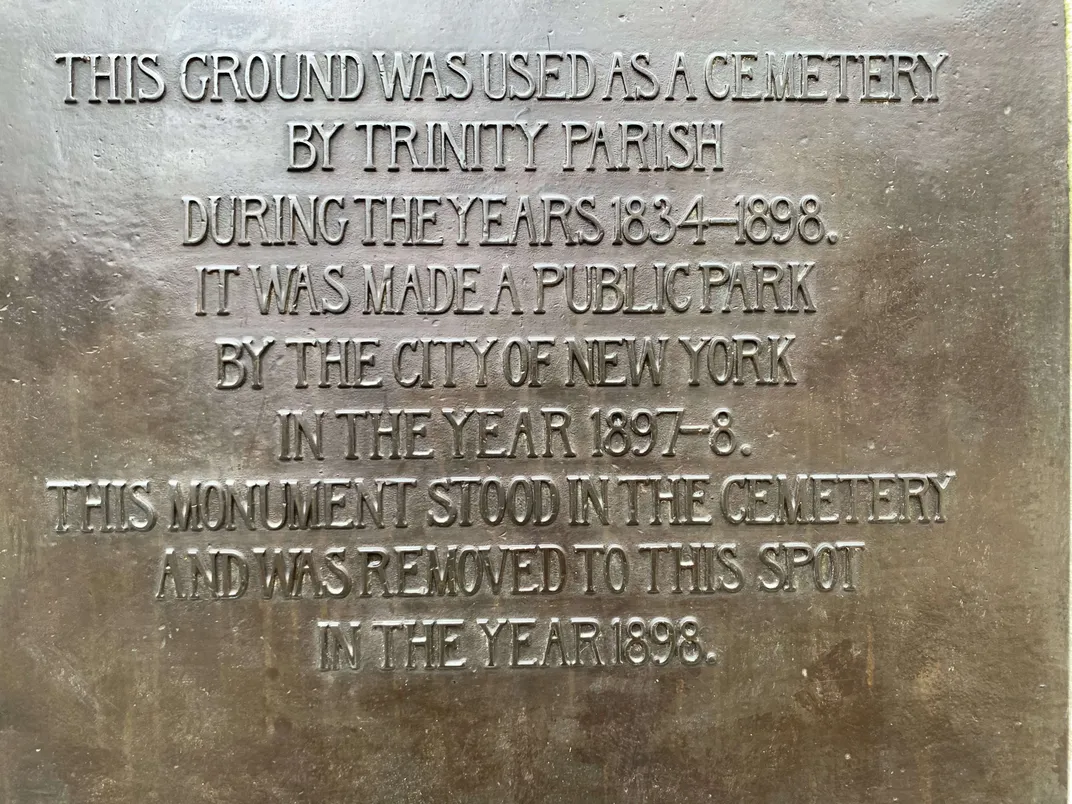 THIS GROUND WAS USED AS A CEMETERY
BY TRINITY PARISH
DURING THE YEARS 1834–1898.
IT WAS MADE A PUBLIC PARK
BY THE CITY OF NEW YORK
IN THE YEAR 1897–8.
THIS MONUMENT STOOD IN THE CEMETERY
AND WAS REMOVED TO THIS SPOT
IN THE YEAR 1898.